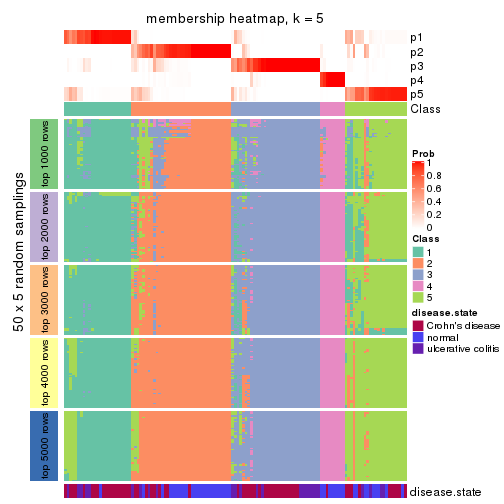 membership heatmap, k = 5
p1
p2
p3
p4
p5
Class
50 x 5 random samplings
top 1000 rows
top 2000 rows
top 3000 rows
top 4000 rows
top 5000 rows
disease.state
Prob
1
0.8
0.6
0.4
0.2
0
Class
1
2
3
4
5
disease.state
Crohn's disease
normal
ulcerative colitis